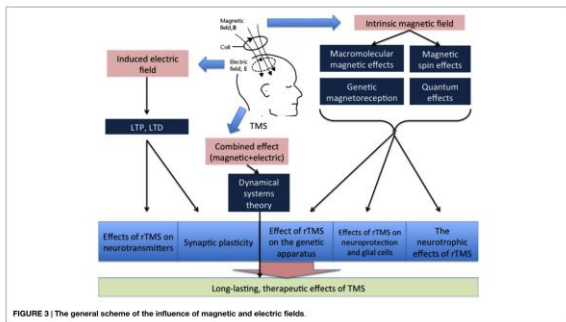 Magnetic
field,B
Coil
Electric
field, E
TMS
Intrinsic magnetic field
Macromolecular
magnetic effects
Magnetic
spin effects
Genetic
magnetoreception
Quantum
effects
Induced electric
field
LTP, LTD
Combined effect
(magnetic+electric)
Dynamical
systems
theory
Effects of rTMS on
neurotransmitters
Synaptic plasticity
Effect of rTMS
on the genetic
apparatus
Effects of rTMS on
neuroprotection
and glial cells
The
neurotrophic
effects of rTMS
Long-lasting, therapeutic effects of TMS
FIGURE 3 | The general scheme of the influence of magnetic and electric fields.